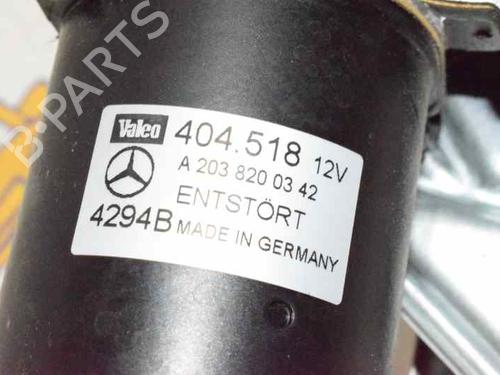 B-PARTS
Valeo 404.518 12V
A 203 820 03 42
ENTSTÖRT
4294B MADE IN GERMANY